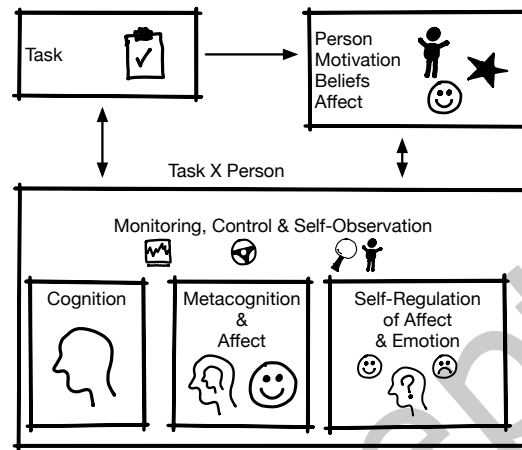 Task
Person
Motivation
Beliefs
Affect
Task X Person
Monitoring, Control & Self-Observation
Cognition
Metacognition
&
Affect
Self-Regulation
of Affect
& Emotion
?